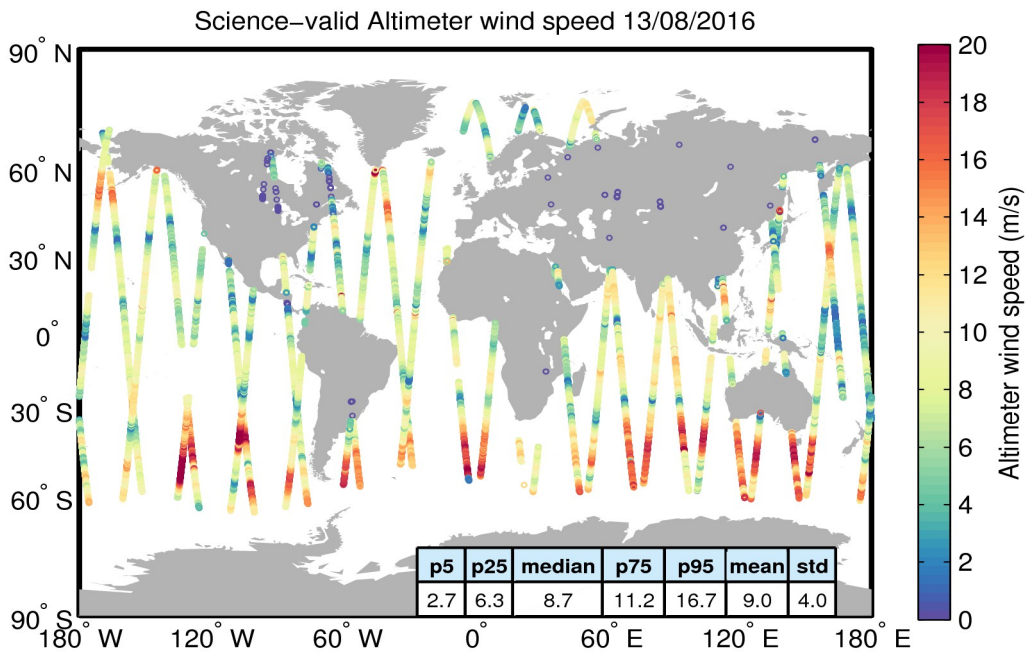 Science−valid Altimeter wind speed 13/08/2016
90° N
60° N
30° N
0°
30° S
60° S
90° S
180° W
120° W
60° W
0°
60° E
120° E
180° E
p5 p25 median p75 p95 mean std
2.7 6.3 8.7 11.2 16.7 9.0 4.0
20
18
16
14
12
10
8
6
4
2
0
Altimeter wind speed (m/s)